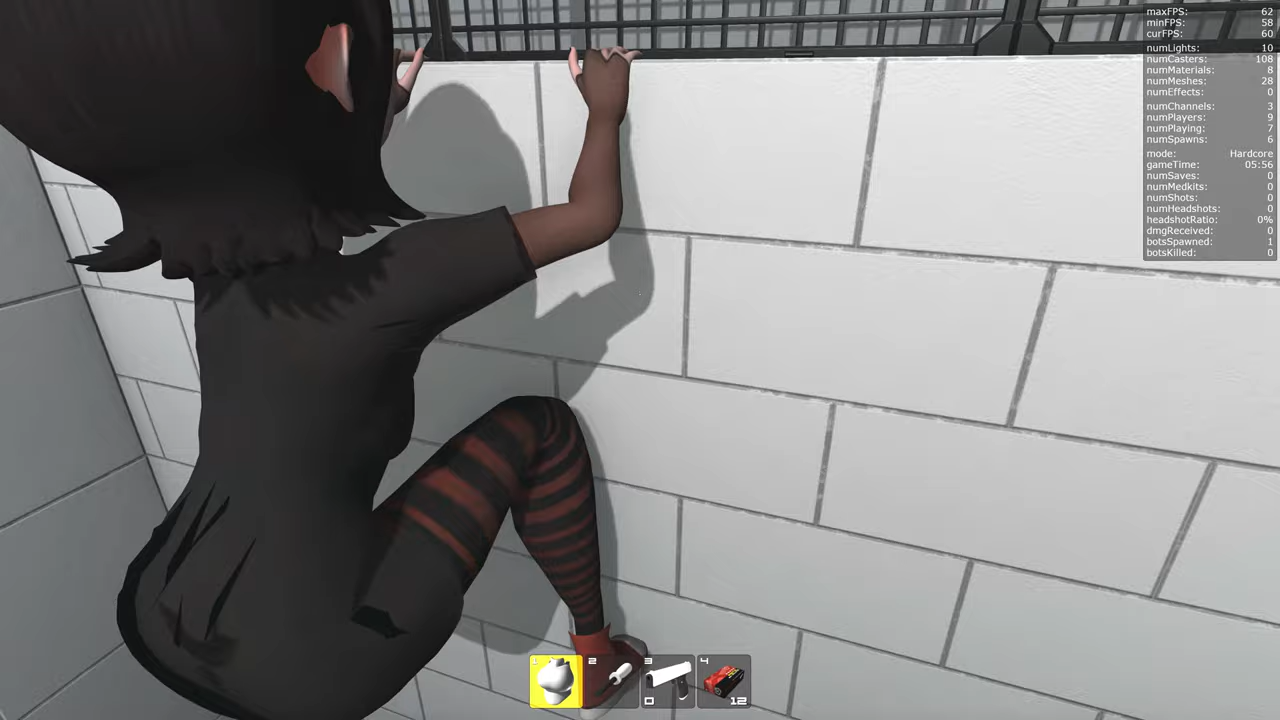 maxFPS: 62
minFPS: 58
curFPS: 60
numLights: 10
numCasters: 108
numMaterials: 8
numMeshes: 28
numEffects: 0
numChannels: 3
numPlayers: 9
numPlaying: 7
numSpawns: 6
mode: Hardcore
gameTime: 05:56
numSaves: 0
numMedkits: 0
numShots: 0
numHeadshots: 0
headshotRatio: 0%
dmgReceived: 0
botsSpawned: 1
botsKilled: 0
1 2 3 4
0 12